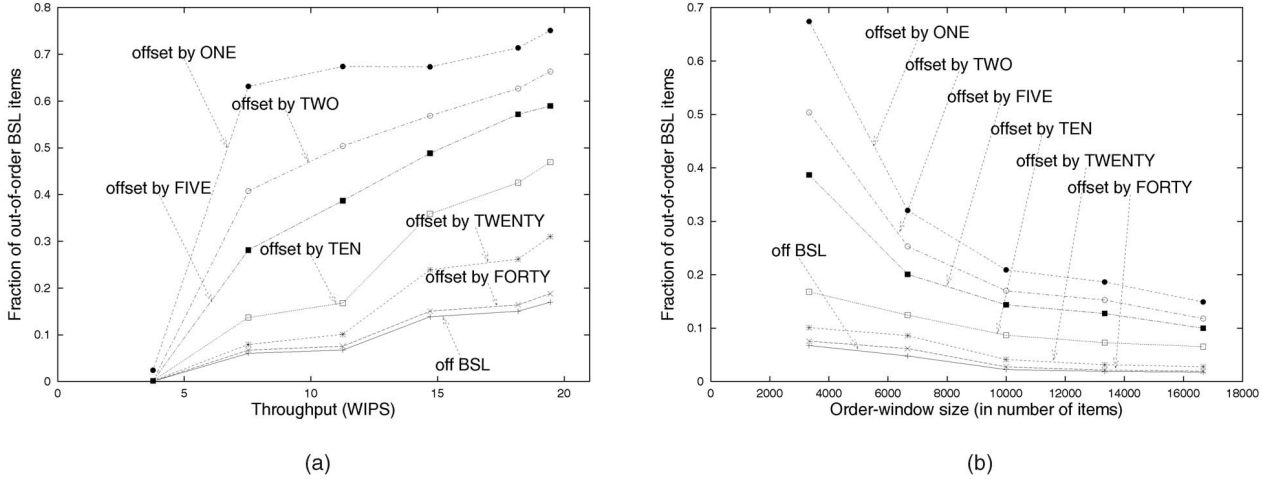 0.8
0.7
0.6
0.5
0.4
0.3
0.2
0.1
0
Fraction of out-of-order BSL items
offset by ONE
offset by TWO
offset by FIVE
offset by TWENTY
offset by TEN
offset by FORTY
off BSL
0 5 10 15 20
Throughput (WIPS)
(a)
0.7
0.6
0.5
0.4
0.3
0.2
0.1
0
Fraction of out-of-order BSL items
offset by ONE
offset by TWO
offset by FIVE
offset by TEN
offset by TWENTY
offset by FORTY
off BSL
0 2000 4000 6000 8000 10000 12000 14000 16000 18000
Order-window size (in number of items)
(b)